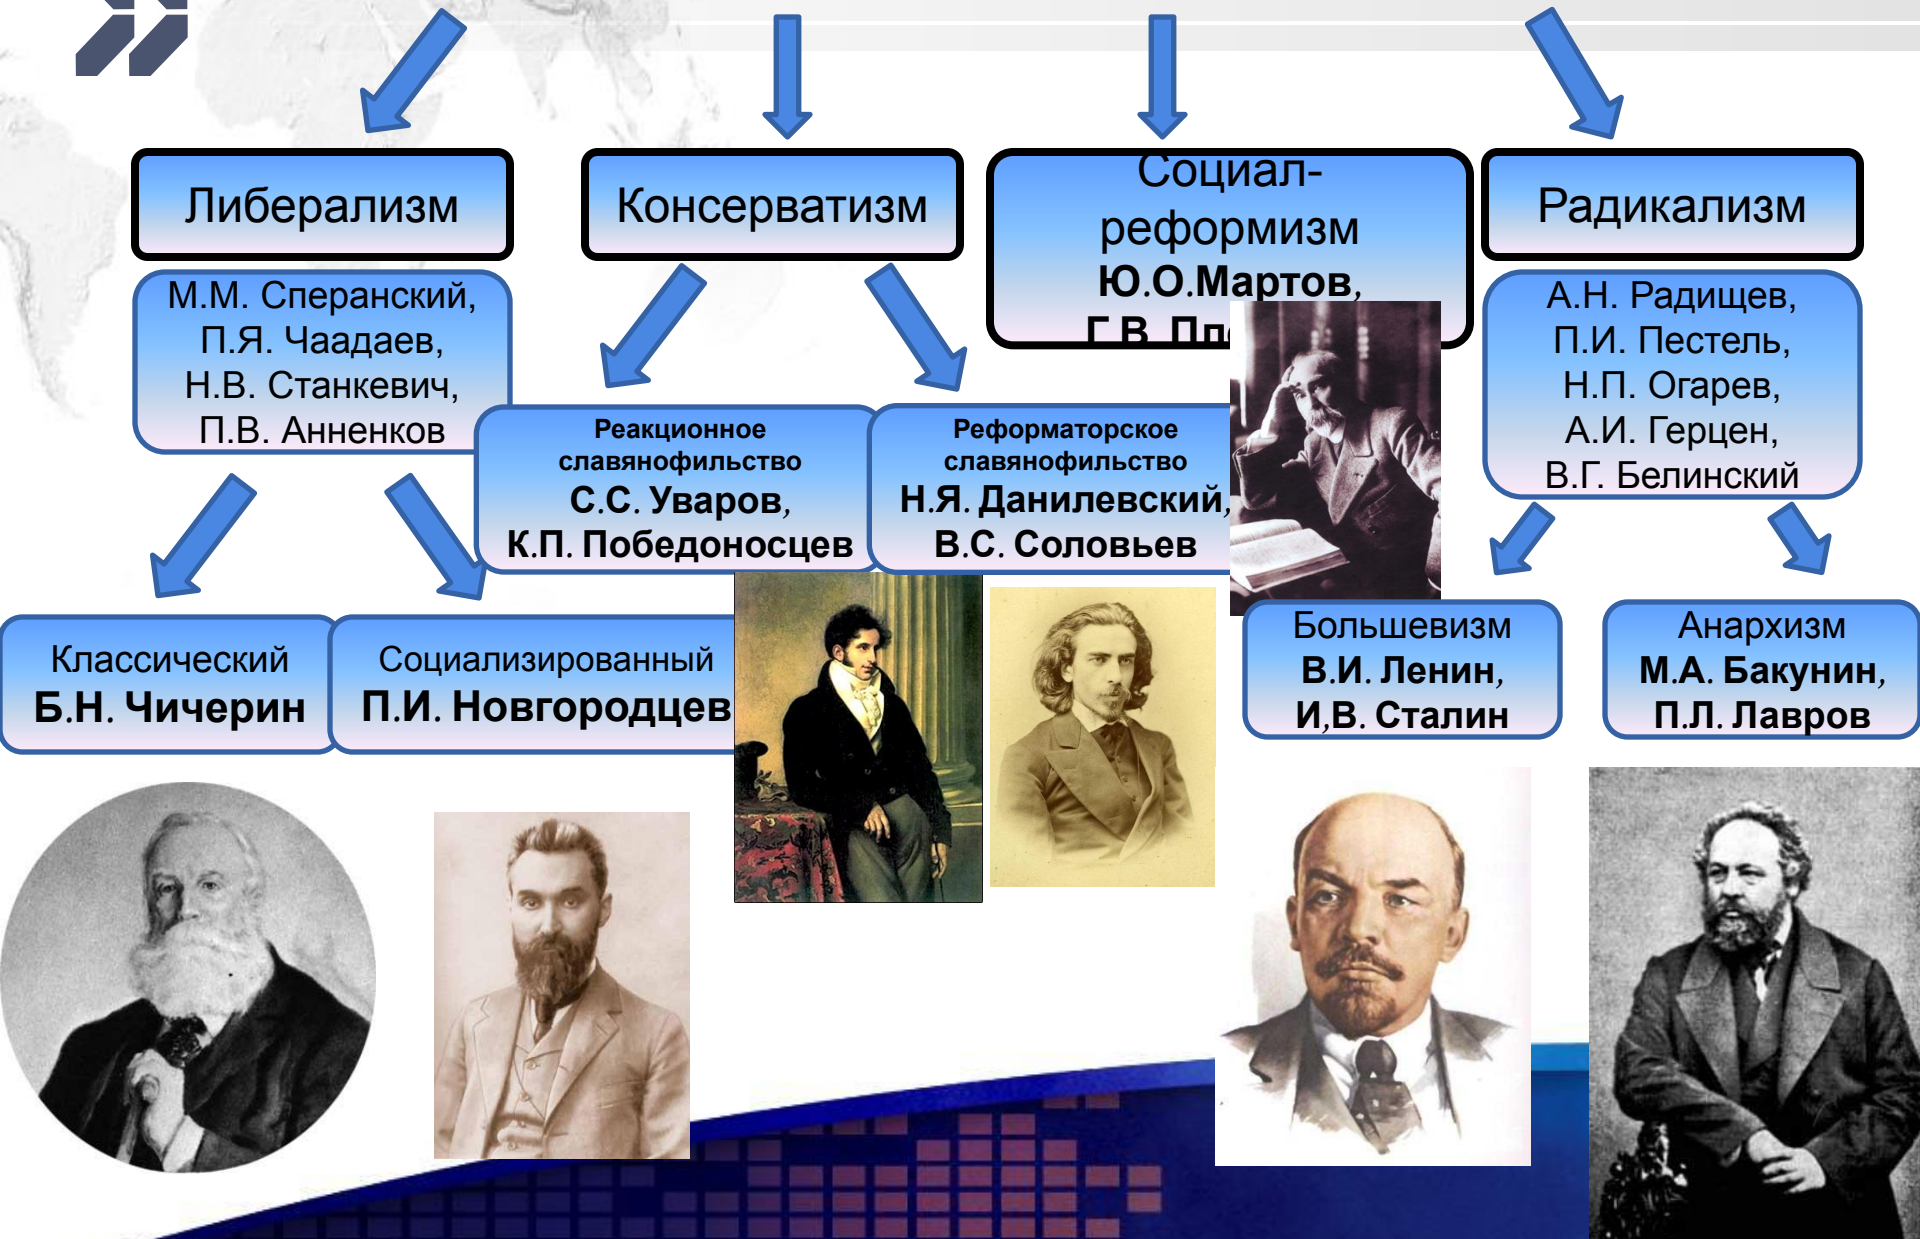 Либерализм
Консерватизм
Социал-
реформизм
Ю.О.Мартов,
Г.В.
Радикализм
М.М. Сперанский,
П.Я. Чаадаев,
Н.В. Станкевич,
П.В. Анненков
А.Н. Радищев,
П.И. Пестель,
Н.П. Огарев,
А.И. Герцен,
В.Г. Белинский
Реакционное
славянофильство
С.С. Уваров,
К.П. Победоносцев
Реформаторское
славянофильство
Н.Я. Данилевский,
В.С. Соловьев
Классический
Б.Н. Чичерин
Социализированный
П.И. Новгородцев
Большевизм
В.И. Ленин,
И,В. Сталин
Анархизм
М.А. Бакунин,
П.Л. Лавров